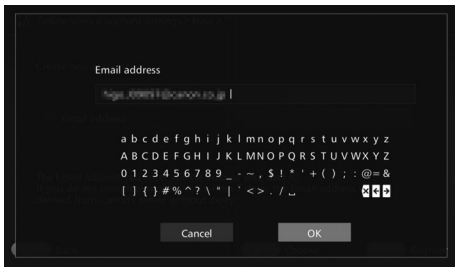 Email address
a b c d e f g h i j k l m n o p q r s t u v w x y z
A B C D E F G H I J K L M N O P Q R S T U V W X Y Z
0 1 2 3 4 5 6 7 8 9 _ - ~ , $ ! * ' + ( ) ; : @ = &
[ ] { } # % ^ ? \ " | ` < > . / ␣
Cancel OK